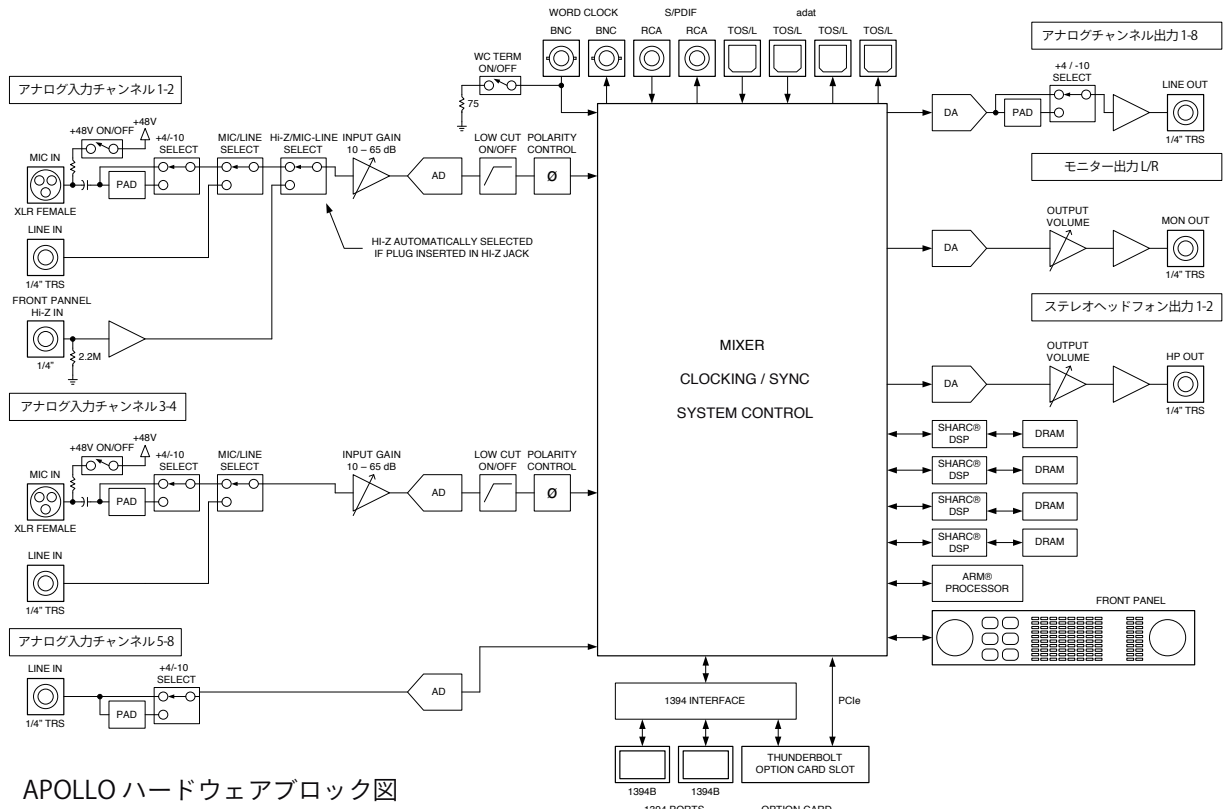 WORD CLOCK
S/PDIF
adat
BNC
BNC
RCA
RCA
TOS/L
TOS/L
TOS/L
TOS/L
WC TERM
ON/OFF
75
アナログ入力チャンネル 1-2
+48V ON/OFF
+48V
MIC IN
XLR FEMALE
PAD
+4/-10
SELECT
MIC/LINE
SELECT
Hi-Z/MIC-LINE
SELECT
INPUT GAIN
10 – 65 dB
AD
LOW CUT
ON/OFF
POLARITY
CONTROL
Ø
LINE IN
1/4" TRS
HI-Z AUTOMATICALLY SELECTED
IF PLUG INSERTED IN HI-Z JACK
FRONT PANNEL
Hi-Z IN
1/4"
2.2M
アナログ入力チャンネル 3-4
+48V ON/OFF
+48V
MIC IN
XLR FEMALE
PAD
+4/-10
SELECT
MIC/LINE
SELECT
INPUT GAIN
10 – 65 dB
AD
LOW CUT
ON/OFF
POLARITY
CONTROL
Ø
LINE IN
1/4" TRS
アナログ入力チャンネル 5-8
LINE IN
1/4" TRS
PAD
+4/-10
SELECT
AD
MIXER
CLOCKING / SYNC
SYSTEM CONTROL
アナログチャンネル出力 1-8
DA
PAD
+4 / -10
SELECT
LINE OUT
1/4" TRS
モニター出力 L/R
DA
OUTPUT
VOLUME
MON OUT
1/4" TRS
ステレオヘッドフォン出力 1-2
DA
OUTPUT
VOLUME
HP OUT
1/4" TRS
SHARC®
DSP
DRAM
SHARC®
DSP
DRAM
SHARC®
DSP
DRAM
SHARC®
DSP
DRAM
ARM®
PROCESSOR
FRONT PANEL
1394 INTERFACE
PCIe
1394B
1394B
THUNDERBOLT
OPTION CARD SLOT
1394 PORTS
OPTION CARD
APOLLO ハードウェアブロック図